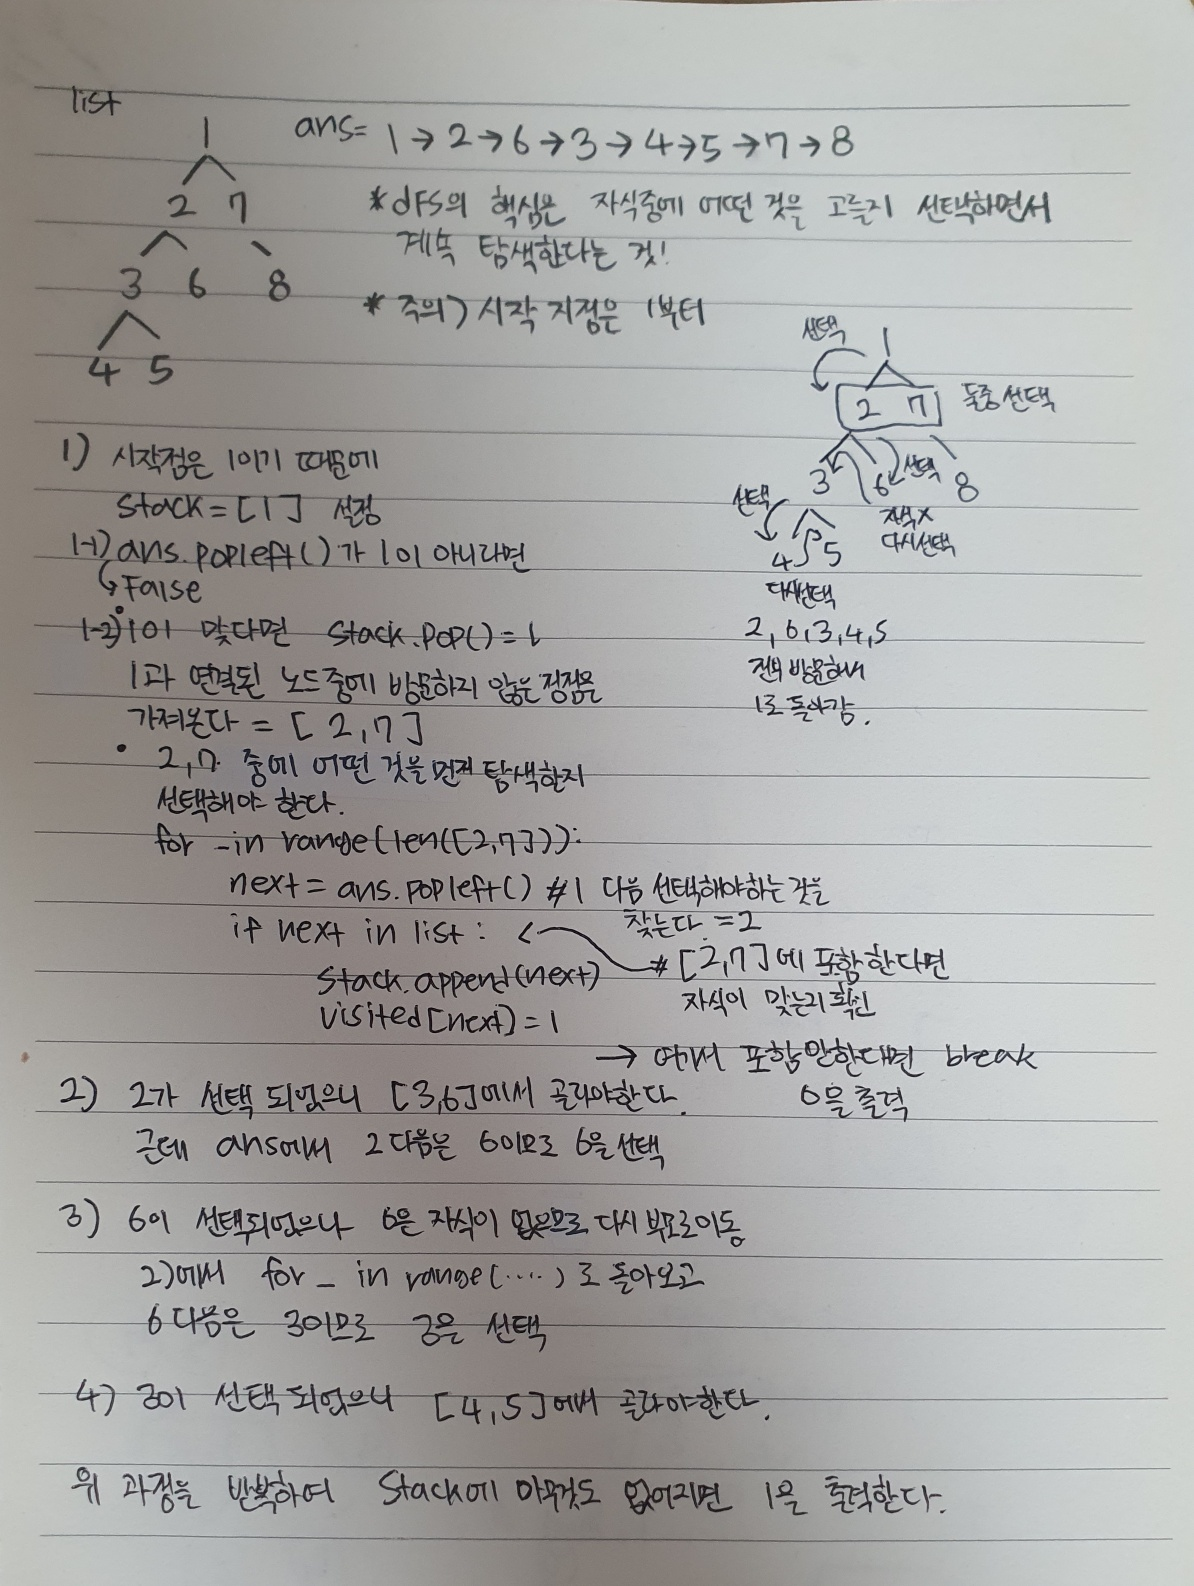 list
1
2 7
3 6 8
4 5
ans= 1→2→6→3→4→5→7→8
*dfs의 핵심은 자식중에 어떤 것을 고를지 선택하면서
계속 탐색한다는 것!
* 주의) 시작 지점은 1부터
선택 1
2 7 둘중선택
3 6 선택 8
선택 자식x
다시선택
4 5
다시선택
2, 6, 3, 4, 5
전부 방문해서
1로 돌아감.
1) 시작점은 1이기 때문에
stack = [1] 설정
1-1) ans.popleft()가 1이 아니라면
↳False
1-2) 1이 맞다면 stack.pop() = 1
1과 연결된 노드중에 방문하지 않은 정점을
가져온다 = [2,7]
• 2,7 중에 어떤 것을 먼저 탐색할지
선택해야 한다.
for _ in range(len([2,7])):
next = ans.popleft() #1 다음 선택해야하는 것을
찾는다. = 2
if next in list :
* [2,7]에 포함한다면
자식이 맞는지 확인
stack.append(next)
visited[next] = 1
→ 여기서 포함 안한다면 break
0을 출력
2) 2가 선택 되었으니 [3,6]에서 골라야한다.
근데 ans에서 2 다음은 6이므로 6을 선택
3) 6이 선택되었으나 6은 자식이 없으므로 다시 부모로 이동
2)에서 for _ in range(....)로 돌아오고
6 다음은 3이므로 3을 선택
4) 3이 선택 되었으니 [4,5]에서 골라야한다.
위 과정을 반복하여 stack에 아무것도 없어지면 1을 출력한다.